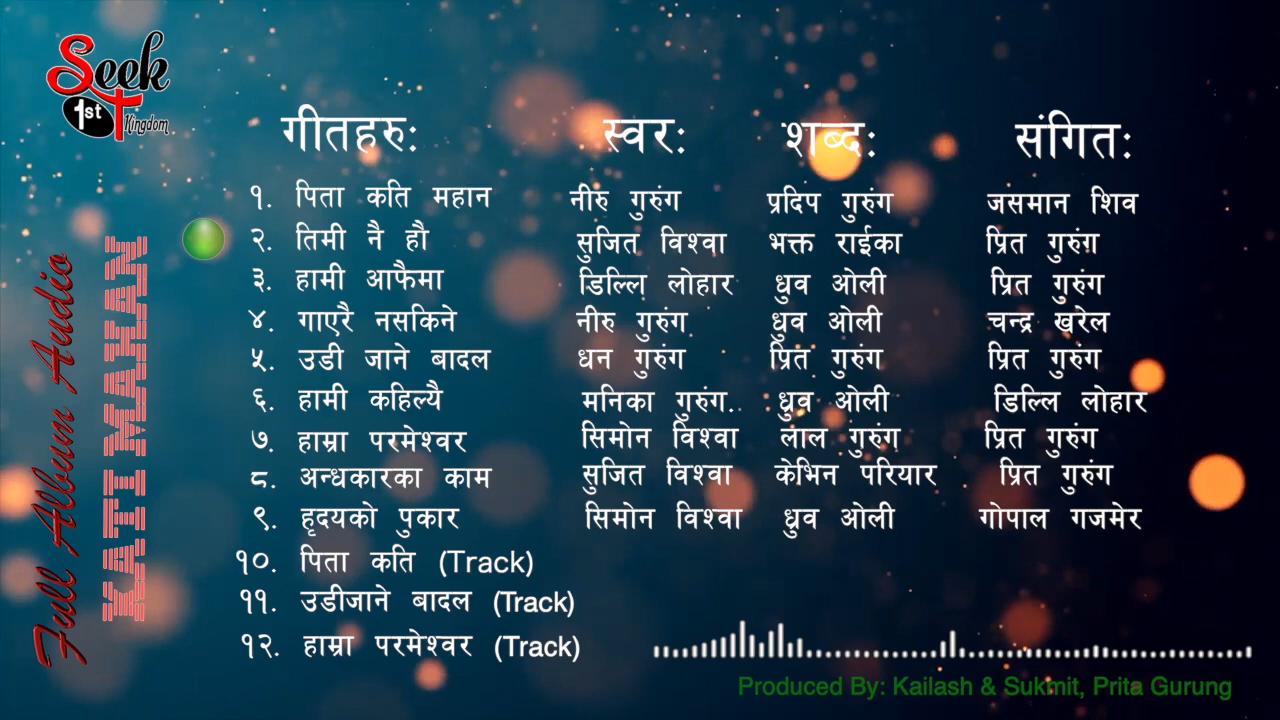 Seek
1st
Kingdom
गीतहरुः स्वरः शब्दः संगितः
१. पिता कति महान नीरु गुरुंग प्रदिप गुरुंग जसमान शिव
२. तिमी नै हौ सुजित विश्वा भक्त राईका प्रित गुरुंग
३. हामी आफैमा डिल्लि लोहार धुव ओली प्रित गुरुंग
४. गाएरै नसकिने नीरु गुरुंग धुव ओली चन्द्र खरेल
५. उडी जाने बादल धन गुरुंग प्रित गुरुंग प्रित गुरुंग
६. हामी कहिल्यै मनिका गुरुंग. ध्रुव ओली डिल्लि लोहार
७. हाम्रा परमेश्वर सिमोन विश्वा लाल गुरुंग प्रित गुरुंग
८. अन्धकारका काम सुजित विश्वा केभिन परियार प्रित गुरुंग
९. हृदयको पुकार सिमोन विश्वा ध्रुव ओली गोपाल गजमेर
१०. पिता कति (Track)
११. उडीजाने बादल (Track)
१२. हाम्रा परमेश्वर (Track)
Full Album Audio
KATI MAHAN
Produced By: Kailash & Sukmit, Prita Gurung